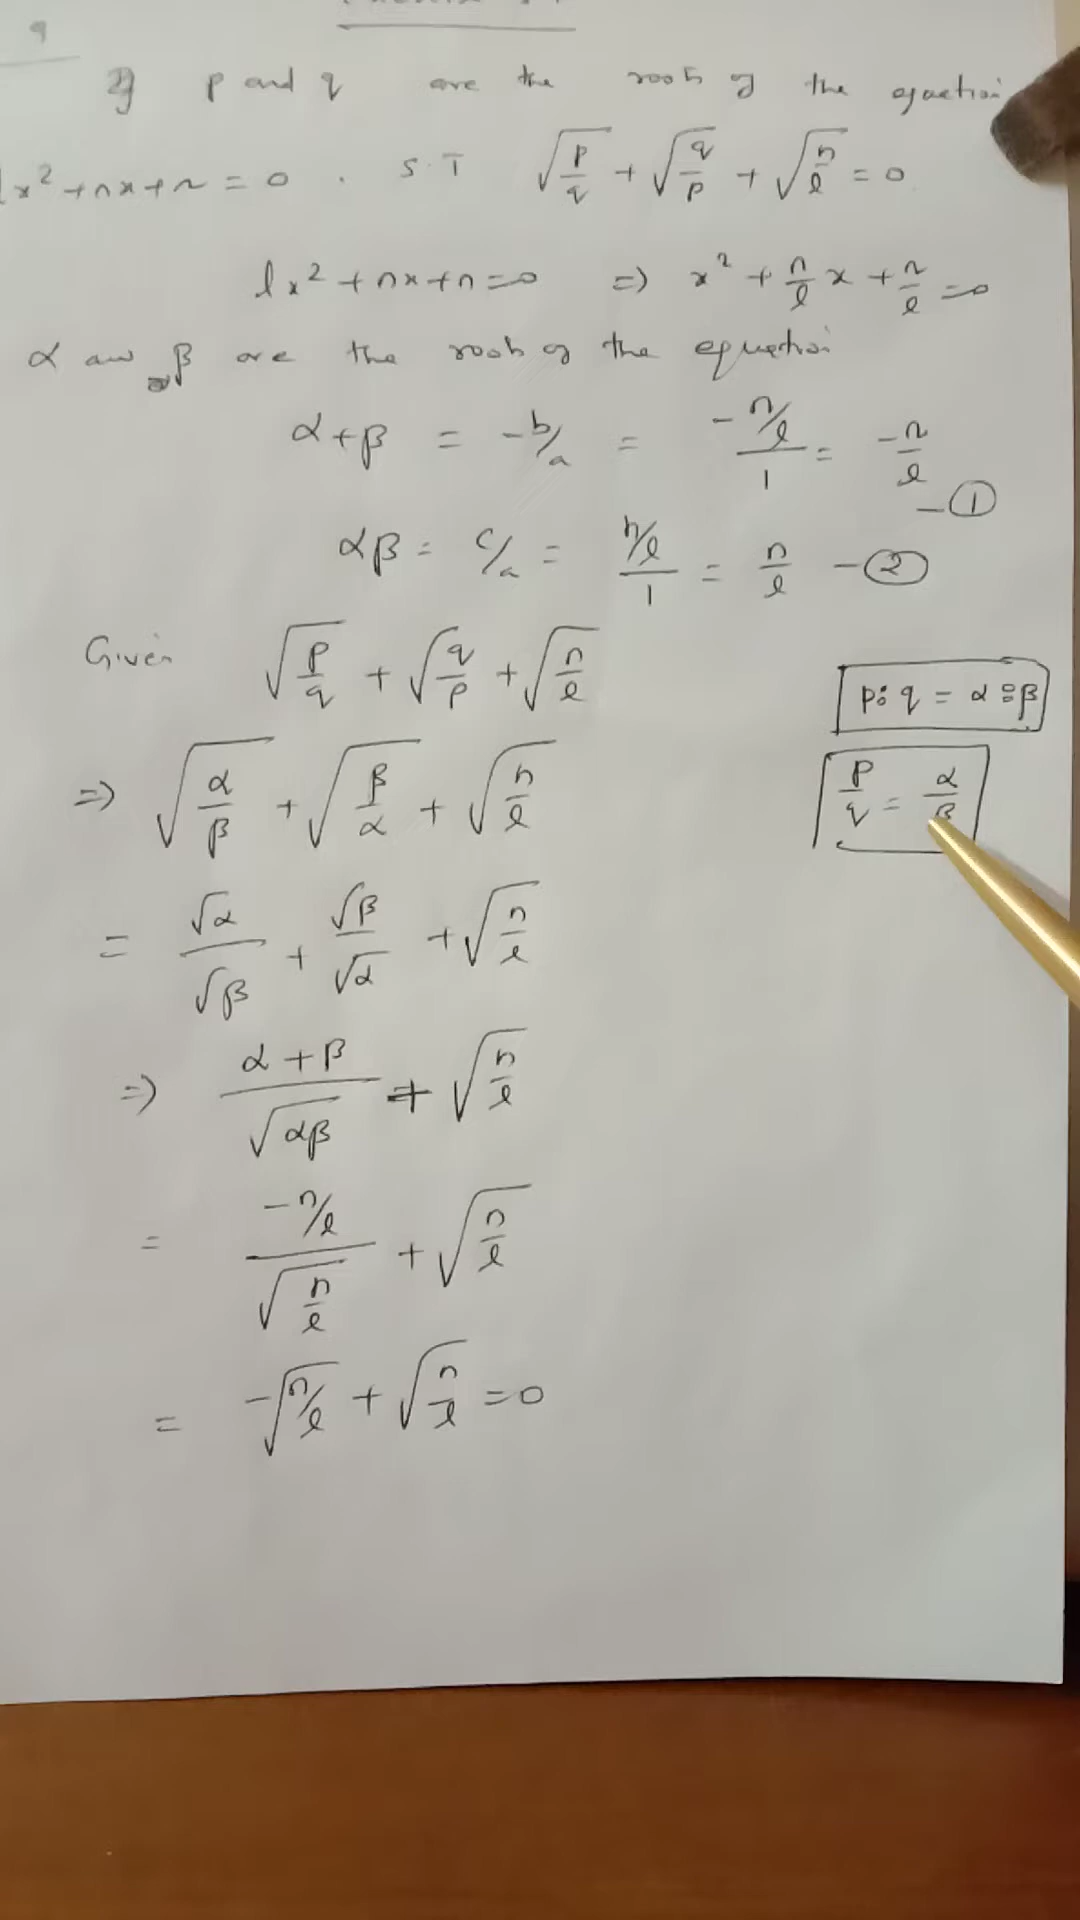 9
If p and q are the roots of the equation
lx² + nx + n = 0 . S.T √(p/q) + √(q/p) + √(n/l) = 0
lx² + nx + n = 0 ⇒ x² + n/l x + n/l = 0
α and β are the roots of the equation
α + β = -b/a = (-n/l)/1 = -n/l - ①
αβ = c/a = (n/l)/1 = n/l - ②
Given √(p/q) + √(q/p) + √(n/l)
p : q = α : β
⇒ √(α/β) + √(β/α) + √(n/l)
p/q = α/β
= √α/√β + √β/√α + √(n/l)
⇒ (α + β)/√(αβ) + √(n/l)
= (-n/l)/√(n/l) + √(n/l)
= -√(n/l) + √(n/l) = 0